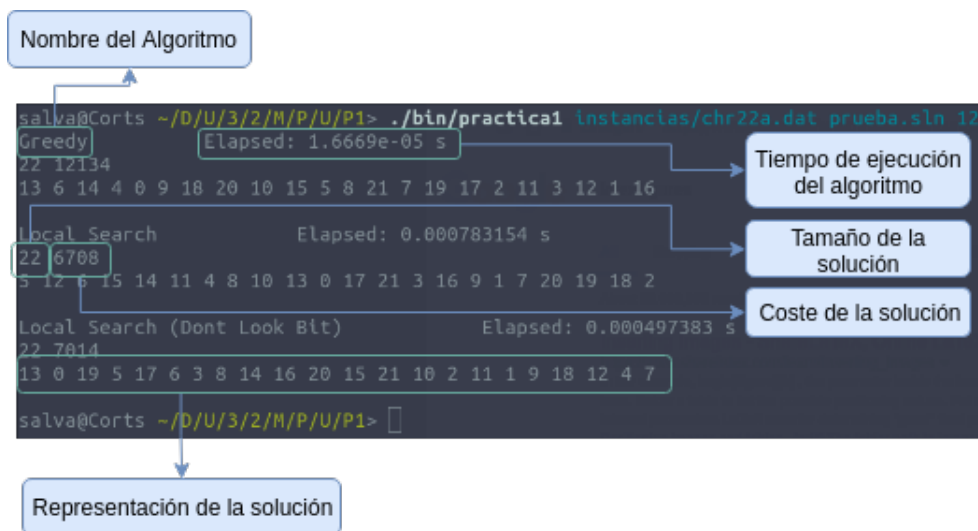 Nombre del Algoritmo
salva@Corts ~/D/U/3/2/M/P/U/P1> ./bin/practica1 instancias/chr22a.dat prueba.sln 12
Greedy Elapsed: 1.6669e-05 s
22 12134
13 6 14 4 0 9 18 20 10 15 5 8 21 7 19 17 2 11 3 12 1 16
Tiempo de ejecución
del algoritmo
Local Search Elapsed: 0.000783154 s
22 6708
5 12 6 15 14 11 4 8 10 13 0 17 21 3 16 9 1 7 20 19 18 2
Tamaño de la
solución
Coste de la solución
Local Search (Dont Look Bit) Elapsed: 0.000497383 s
22 7014
13 0 19 5 17 6 3 8 14 16 20 15 21 10 2 11 1 9 18 12 4 7
salva@Corts ~/D/U/3/2/M/P/U/P1>
Representación de la solución